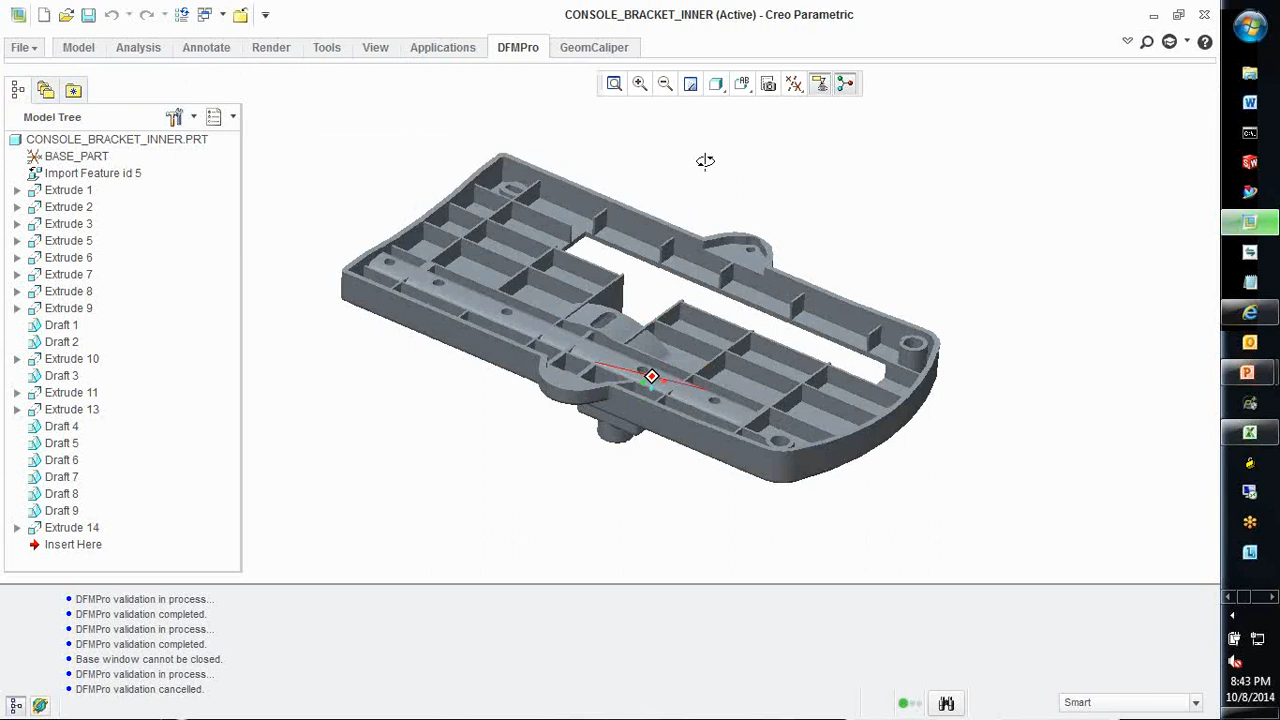 CONSOLE_BRACKET_INNER (Active) - Creo Parametric
File Model Analysis Annotate Render Tools View Applications DFMPro GeomCaliper
Model Tree
CONSOLE_BRACKET_INNER.PRT
BASE_PART
Import Feature id 5
Extrude 1
Extrude 2
Extrude 3
Extrude 5
Extrude 6
Extrude 7
Extrude 8
Extrude 9
Draft 1
Draft 2
Extrude 10
Draft 3
Extrude 11
Extrude 13
Draft 4
Draft 5
Draft 6
Draft 7
Draft 8
Draft 9
Extrude 14
Insert Here
DFMPro validation in process...
DFMPro validation completed.
DFMPro validation in process...
DFMPro validation completed.
Base window cannot be closed.
DFMPro validation in process...
DFMPro validation cancelled.
Smart
8:43 PM
10/8/2014